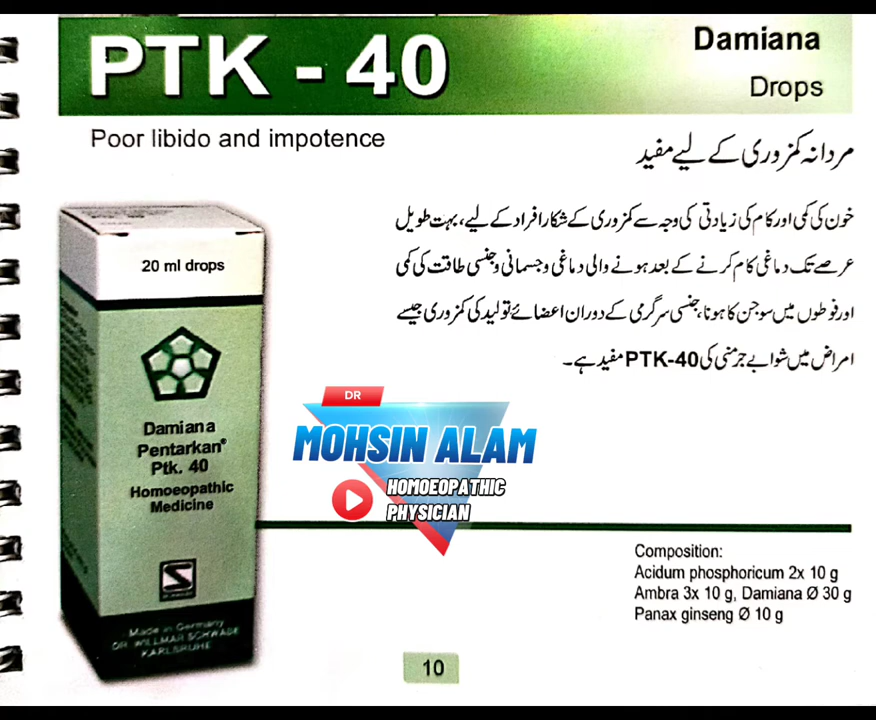 PTK - 40
Damiana
Drops
Poor libido and impotence
مردانہ کمزوری کے لیے مفید
خون کی کمی اور کام کی زیادتی کی وجہ سے کمزوری کے شکار افراد کے لیے، بہت طویل
عرصے تک دماغی کام کرنے کے بعد ہونے والی دماغی و جسمانی و جنسی طاقت کی کمی
اور فوطوں میں سوجن کا ہونا، جنسی سرگرمی کے دوران اعضائے تولید کی کمزوری جیسے
امراض میں شوابے جرمنی کی PTK-40 مفید ہے۔
20 ml drops
Damiana
Pentarkan®
Ptk. 40
Homoeopathic
Medicine
Made in Germany
DR. WILLMAR SCHWABE
KARLSRUHE
DR
MOHSIN ALAM
HOMOEOPATHIC
PHYSICIAN
Composition:
Acidum phosphoricum 2x 10 g
Ambra 3x 10 g, Damiana Ø 30 g
Panax ginseng Ø 10 g
10